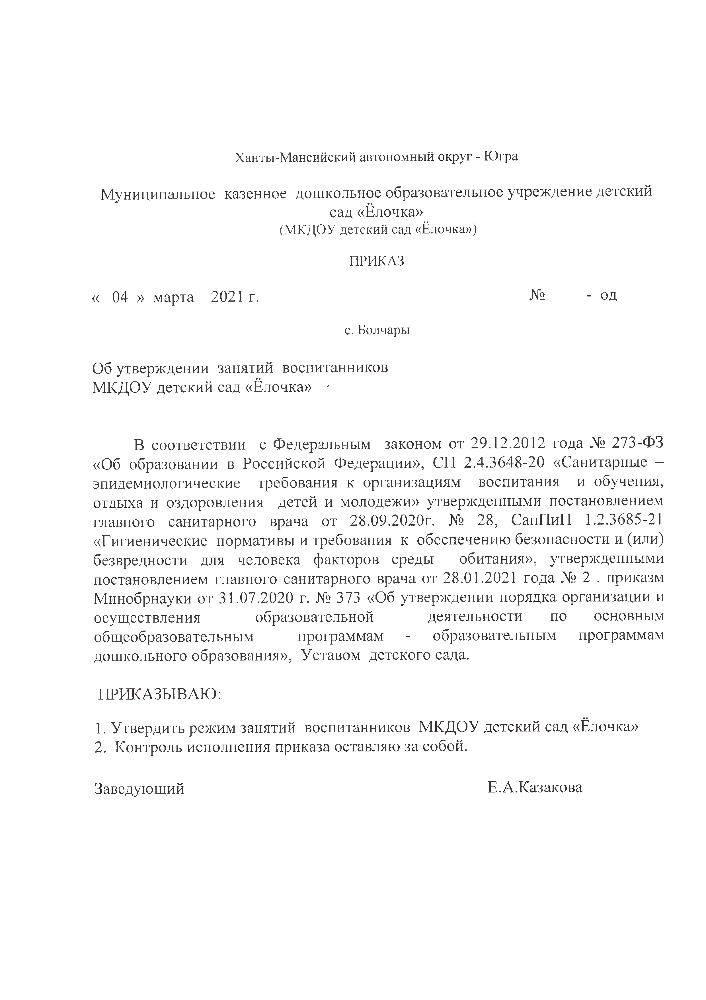 Ханты-Мансийский автономный округ - Югра
Муниципальное казенное дошкольное образовательное учреждение детский
сад «Ёлочка»
(МКДОУ детский сад «Ёлочка»)
ПРИКАЗ
« 04 » марта 2021 г. № - од
с. Болчары
Об утверждении занятий воспитанников
МКДОУ детский сад «Ёлочка»
В соответствии с Федеральным законом от 29.12.2012 года № 273-ФЗ
«Об образовании в Российской Федерации», СП 2.4.3648-20 «Санитарные –
эпидемиологические требования к организациям воспитания и обучения,
отдыха и оздоровления детей и молодежи» утвержденными постановлением
главного санитарного врача от 28.09.2020г. № 28, СанПиН 1.2.3685-21
«Гигиенические нормативы и требования к обеспечению безопасности и (или)
безвредности для человека факторов среды обитания», утвержденными
постановлением главного санитарного врача от 28.01.2021 года № 2 . приказм
Минобрнауки от 31.07.2020 г. № 373 «Об утверждении порядка организации и
осуществления образовательной деятельности по основным
общеобразовательным программам - образовательным программам
дошкольного образования», Уставом детского сада.
ПРИКАЗЫВАЮ:
1. Утвердить режим занятий воспитанников МКДОУ детский сад «Ёлочка»
2. Контроль исполнения приказа оставляю за собой.
Заведующий Е.А.Казакова